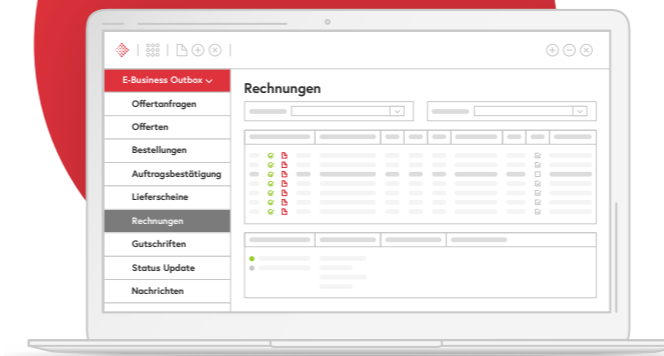 E-Business Outbox
Rechnungen
Offertanfragen
Offerten
Bestellungen
Auftragsbestätigung
Lieferscheine
Rechnungen
Gutschriften
Status Update
Nachrichten